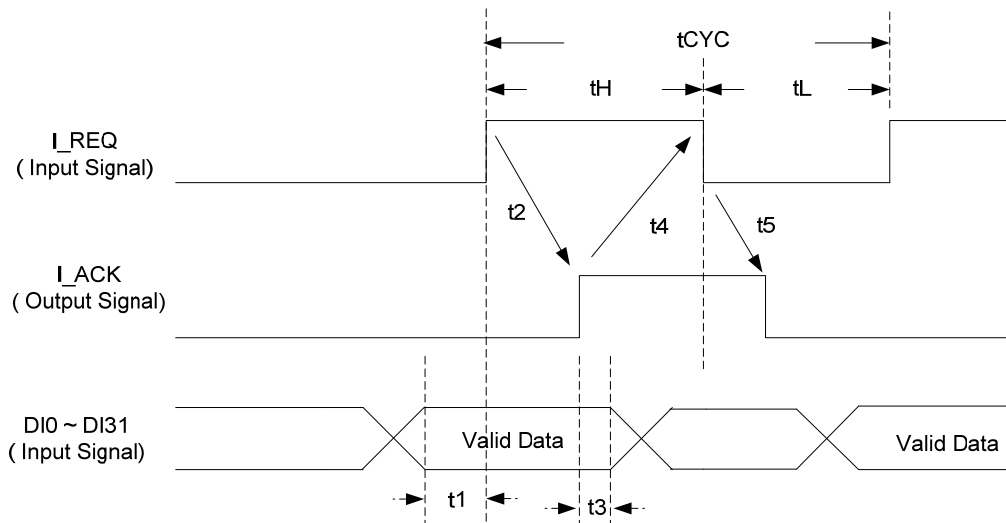 tCYC
tH
tL
I_REQ
( Input Signal)
t2
t4
t5
I_ACK
( Output Signal)
DI0 ~ DI31
( Input Signal)
Valid Data
Valid Data
t1
t3